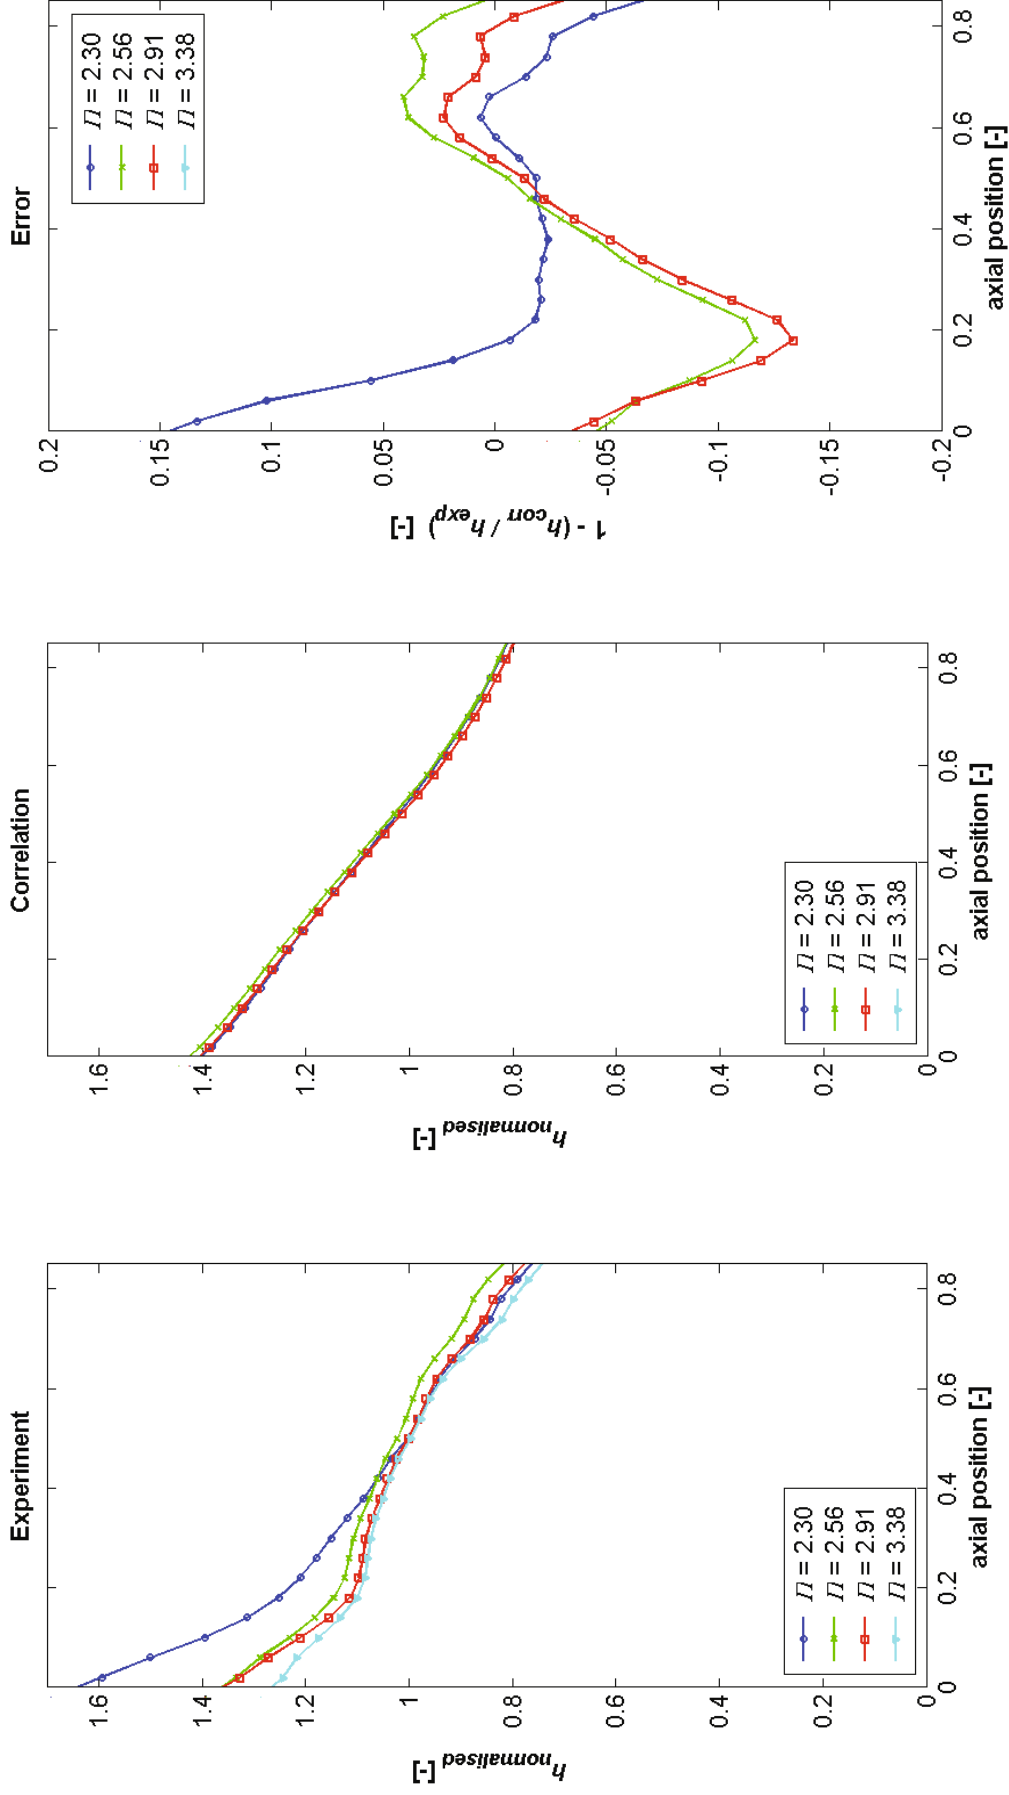 Experiment
h normalised [-]
1.6
1.4
1.2
1
0.8
0.6
0.4
0.2
0
0
0.2
0.4
0.6
0.8
axial position [-]
Π = 2.30
Π = 2.56
Π = 2.91
Π = 3.38
Correlation
h normalised [-]
1.6
1.4
1.2
1
0.8
0.6
0.4
0.2
0
0
0.2
0.4
0.6
0.8
axial position [-]
Π = 2.30
Π = 2.56
Π = 2.91
Π = 3.38
Error
1 - (h corr / h exp) [-]
0.2
0.15
0.1
0.05
0
-0.05
-0.1
-0.15
-0.2
0
0.2
0.4
0.6
0.8
axial position [-]
Π = 2.30
Π = 2.56
Π = 2.91
Π = 3.38